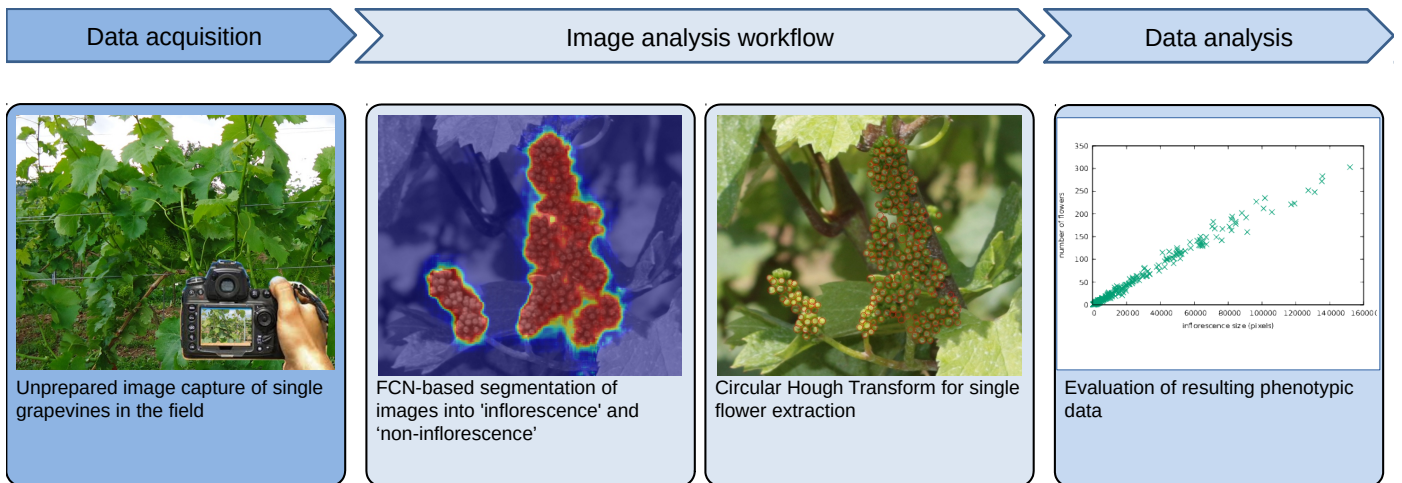 Data acquisition
Image analysis workflow
Data analysis
Unprepared image capture of single
grapevines in the field
FCN-based segmentation of
images into 'inflorescence' and
‘non-inflorescence’
Circular Hough Transform for single
flower extraction
350
300
250
200
150
100
50
0
number of flowers
0 20000 40000 60000 80000 100000 120000 140000 160000
inflorescence size (pixels)
Evaluation of resulting phenotypic
data